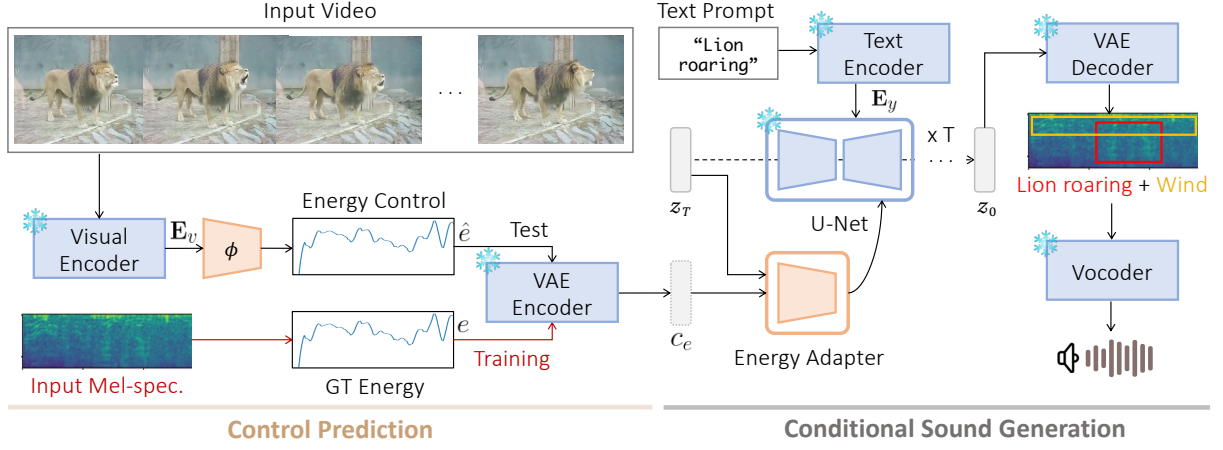 Input Video
. . .
Visual
Encoder
E_v
ϕ
Energy Control
ê
Test
VAE
Encoder
Input Mel-spec.
GT Energy
e
Training
Control Prediction
Text Prompt
"Lion
roaring"
Text
Encoder
E_y
x T
. . .
z_T
z_0
U-Net
c_e
Energy Adapter
VAE
Decoder
Lion roaring + Wind
Vocoder
Conditional Sound Generation